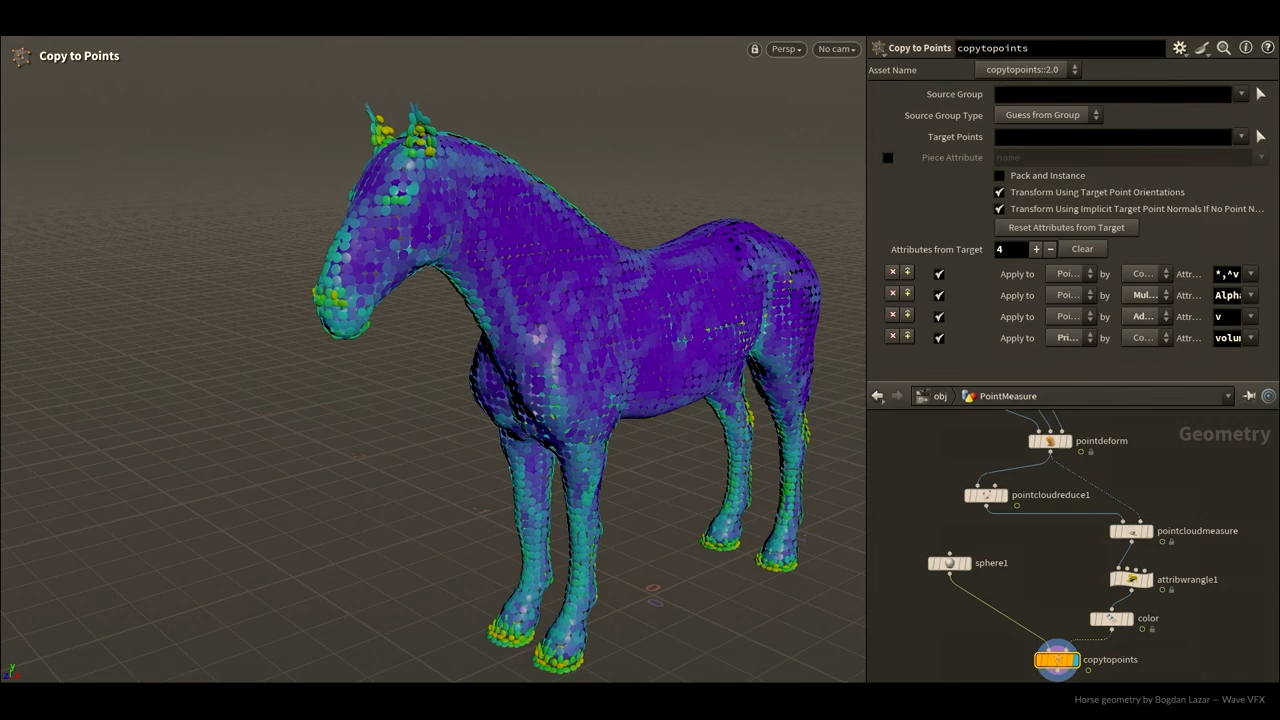 Copy to Points
Persp
No cam
Copy to Points copytopoints
Asset Name copytopoints::2.0
Source Group
Source Group Type Guess from Group
Target Points
Piece Attribute name
Pack and Instance
Transform Using Target Point Orientations
Transform Using Implicit Target Point Normals If No Point N...
Reset Attributes from Target
Attributes from Target 4 + − Clear
Apply to Poi... by Co... Attr... *,^v
Apply to Poi... by Mul... Attr... Alpha
Apply to Poi... by Ad... Attr... v
Apply to Pri... by Co... Attr...
obj PointMeasure
Geometry
pointdeform
pointcloudreduce1
pointcloudmeasure
sphere1
attribwrangle1
color
copytopoints
Horse geometry by Bogdan Lazar — Wave VFX